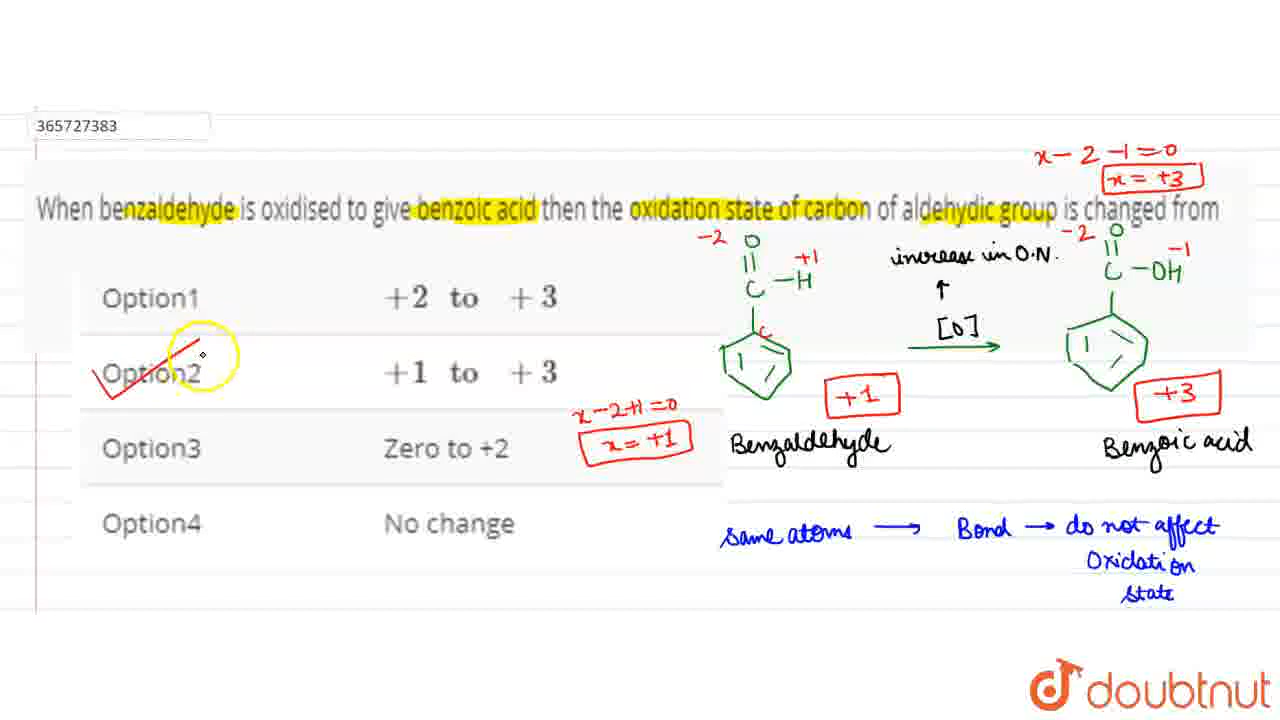 365727383
x - 2 - 1 = 0
x = +3
When benzaldehyde is oxidised to give benzoic acid then the oxidation state of carbon of aldehydic group is changed from
Option1 +2 to +3
Option2 +1 to +3
Option3 Zero to +2
Option4 No change
-2
O
+1
C - H
C
increase in O.N.
↑
[O]
-2
O
-1
C - OH
x - 2 + 1 = 0
x = +1
+1
Benzaldehyde
+3
Benzoic acid
same atoms → Bond → do not affect
Oxidation
state
doubtnut